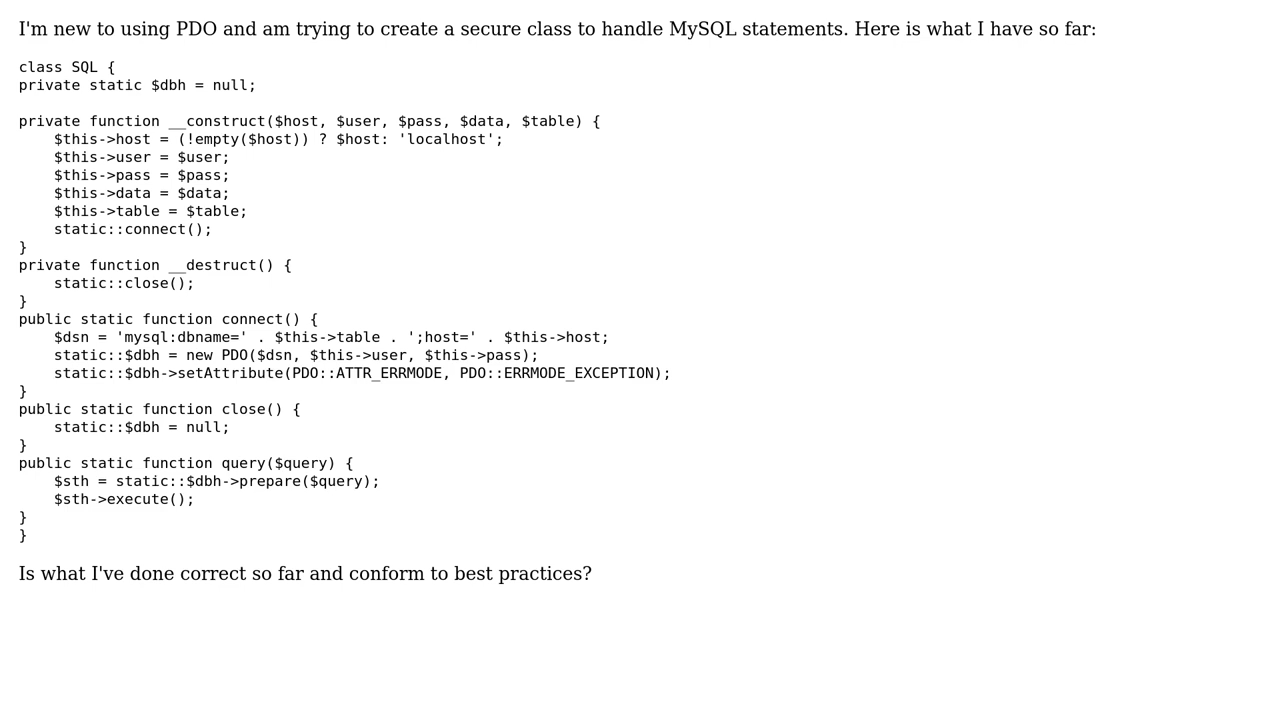 I'm new to using PDO and am trying to create a secure class to handle MySQL statements. Here is what I have so far:
class SQL {
private static $dbh = null;
private function __construct($host, $user, $pass, $data, $table) {
    $this->host = (!empty($host)) ? $host: 'localhost';
    $this->user = $user;
    $this->pass = $pass;
    $this->data = $data;
    $this->table = $table;
    static::connect();
}
private function __destruct() {
    static::close();
}
public static function connect() {
    $dsn = 'mysql:dbname=' . $this->table . ';host=' . $this->host;
    static::$dbh = new PDO($dsn, $this->user, $this->pass);
    static::$dbh->setAttribute(PDO::ATTR_ERRMODE, PDO::ERRMODE_EXCEPTION);
}
public static function close() {
    static::$dbh = null;
}
public static function query($query) {
    $sth = static::$dbh->prepare($query);
    $sth->execute();
}
}
Is what I've done correct so far and conform to best practices?